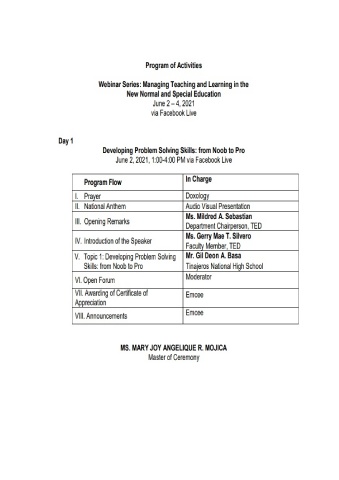 Program of Activities
Webinar Series: Managing Teaching and Learning in the
New Normal and Special Education
June 2 – 4, 2021
via Facebook Live
Day 1
Developing Problem Solving Skills: from Noob to Pro
June 2, 2021, 1:00-4:00 PM via Facebook Live
Program Flow
In Charge
I. Prayer
Doxology
II. National Anthem
Audio Visual Presentation
III. Opening Remarks
Ms. Mildred A. Sebastian
Department Chairperson, TED
IV. Introduction of the Speaker
Ms. Gerry Mae T. Silvero
Faculty Member, TED
V. Topic 1: Developing Problem Solving
Skills: from Noob to Pro
Mr. Gil Deon A. Basa
Tinajeros National High School
VI. Open Forum
Moderator
VII. Awarding of Certificate of
Appreciation
Emcee
VIII. Announcements
Emcee
MS. MARY JOY ANGELIQUE R. MOJICA
Master of Ceremony